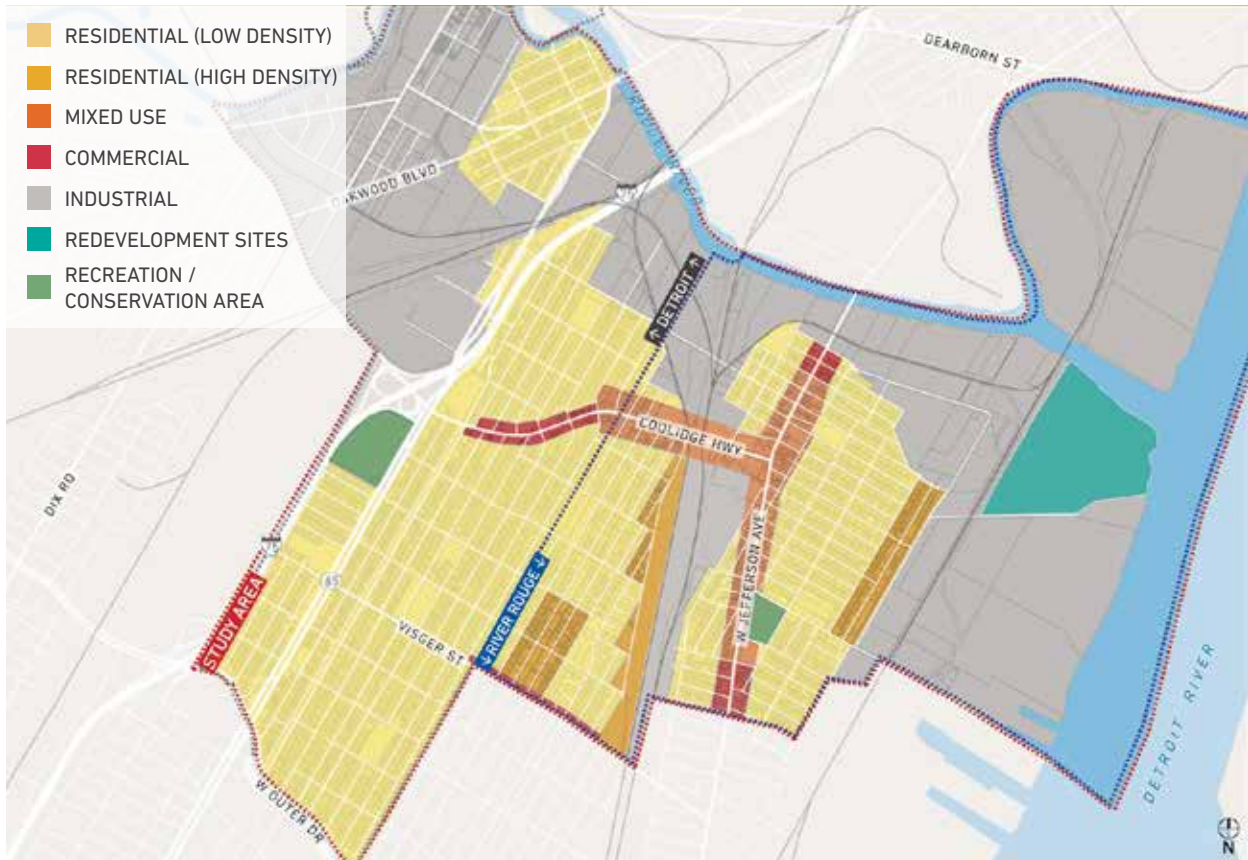 RESIDENTIAL (LOW DENSITY)
RESIDENTIAL (HIGH DENSITY)
MIXED USE
COMMERCIAL
INDUSTRIAL
REDEVELOPMENT SITES
RECREATION /
CONSERVATION AREA
DEARBORN ST
OAKWOOD BLVD
↑ DETROIT ↑
COOLIDGE HWY
DIX RD
85
STUDY AREA
VISGER ST
↓ RIVER ROUGE ↓
W JEFFERSON AVE
W OUTER DR
DETROIT RIVER
N